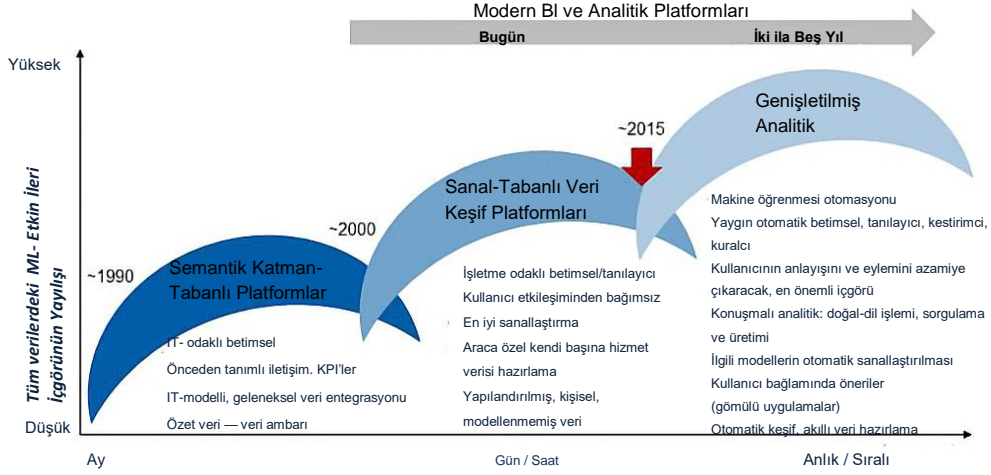 Modern BI ve Analitik Platformları
Bugün
İki ila Beş Yıl
Yüksek
Tüm verilerdeki ML- Etkin İleri
İçgörünün Yayılışı
Düşük
~1990
Semantik Katman-
Tabanlı Platformlar
IT- odaklı betimsel
Önceden tanımlı iletişim. KPI'ler
IT-modelli, geleneksel veri entegrasyonu
Özet veri — veri ambarı
~2000
Sanal-Tabanlı Veri
Keşif Platformları
İşletme odaklı betimsel/tanılayıcı
Kullanıcı etkileşiminden bağımsız
En iyi sanallaştırma
Araca özel kendi başına hizmet
verisi hazırlama
Yapılandırılmış, kişisel,
modellenmemiş veri
~2015
Genişletilmiş
Analitik
Makine öğrenmesi otomasyonu
Yaygın otomatik betimsel, tanılayıcı, kestirimci,
kuralcı
Kullanıcının anlayışını ve eylemini azamiye
çıkaracak, en önemli içgörü
Konuşmalı analitik: doğal-dil işlemi, sorgulama
ve üretimi
İlgili modellerin otomatik sanallaştırılması
Kullanıcı bağlamında öneriler
(gömülü uygulamalar)
Otomatik keşif, akıllı veri hazırlama
Ay
Gün / Saat
Anlık / Sıralı